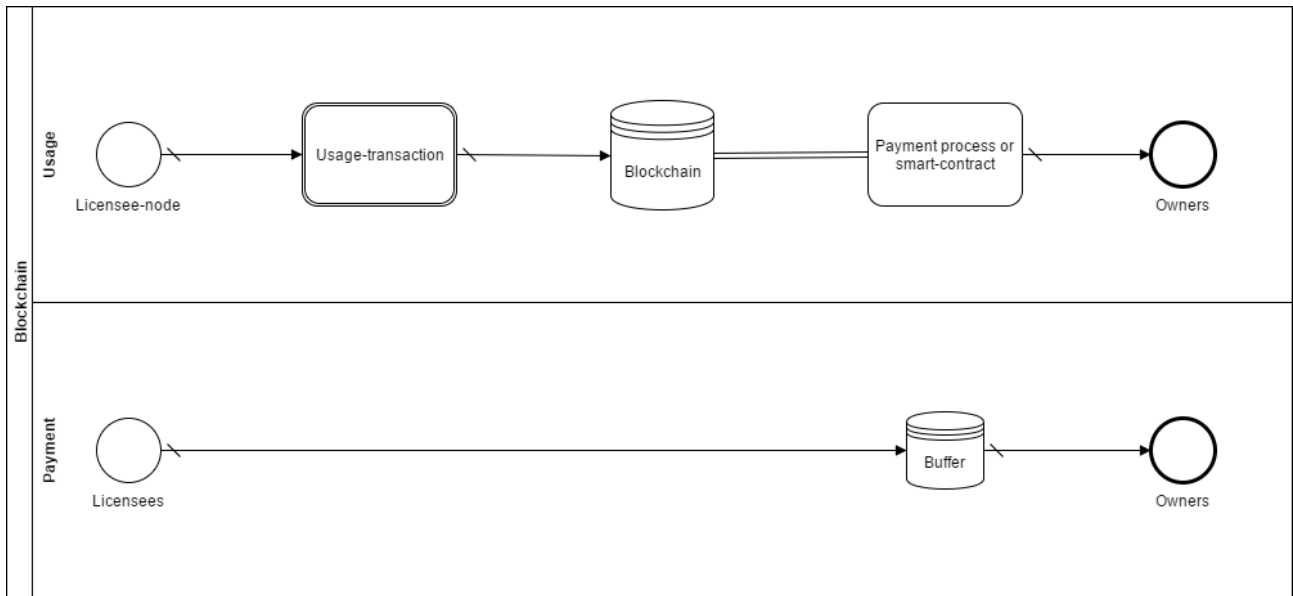 Blockchain
Usage
Licensee-node
Usage-transaction
Blockchain
Payment process or
smart-contract
Owners
Payment
Licensees
Buffer
Owners